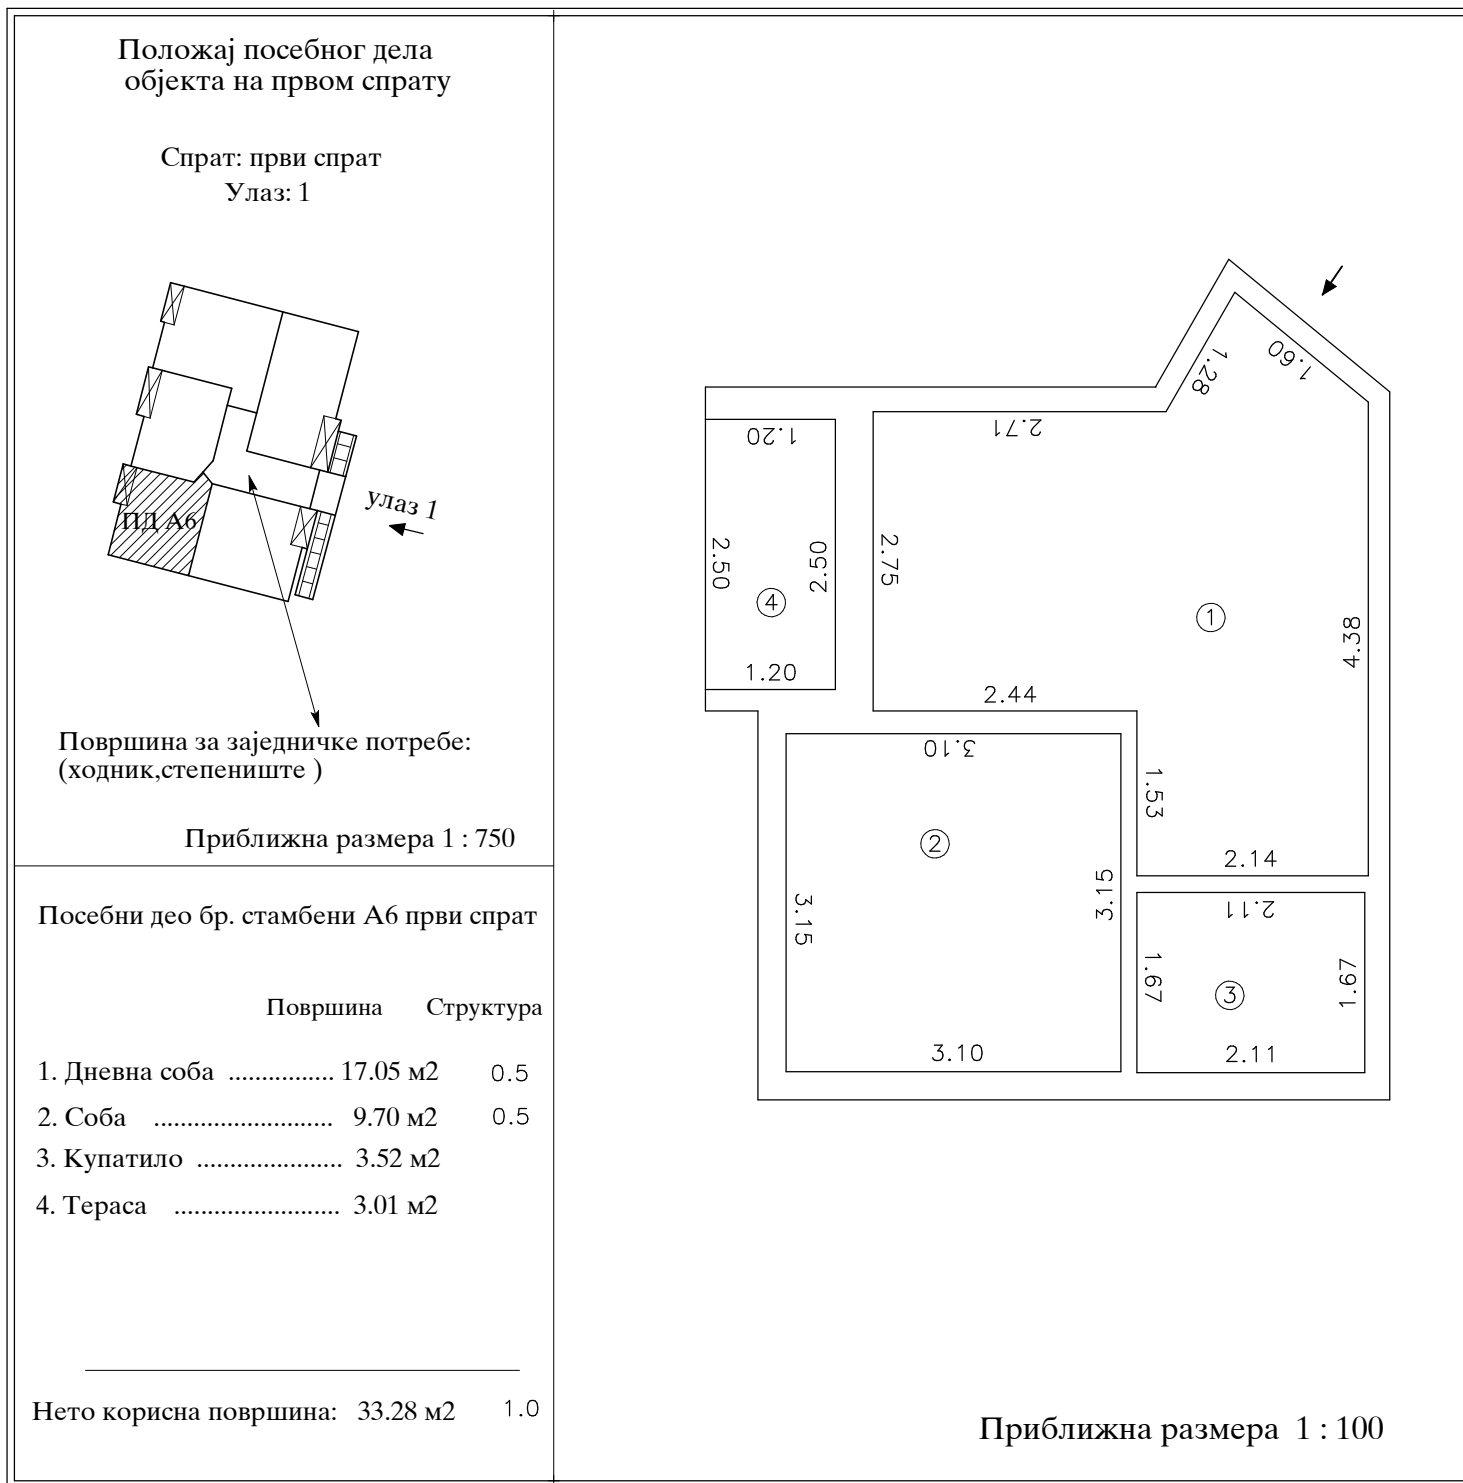 Положај посебног дела
објекта на првом спрату
Спрат: први спрат
Улаз: 1
ПД А6
улаз 1
Површина за заједничке потребе:
(ходник,степениште )
Приближна размера 1 : 750
Посебни део бр. стамбени А6 први спрат
Површина Структура
1. Дневна соба ................ 17.05 м2 0.5
2. Соба ........................... 9.70 м2 0.5
3. Купатило ...................... 3.52 м2
4. Тераса ......................... 3.01 м2
Нето корисна површина: 33.28 м2 1.0
1.60
1.28
2.71
1.20
2.50
2.50
2.75
4
1
4.38
1.20
2.44
3.10
1.53
2
2.14
3.15
3.15
2.11
1.67
3
1.67
3.10
2.11
Приближна размера 1 : 100